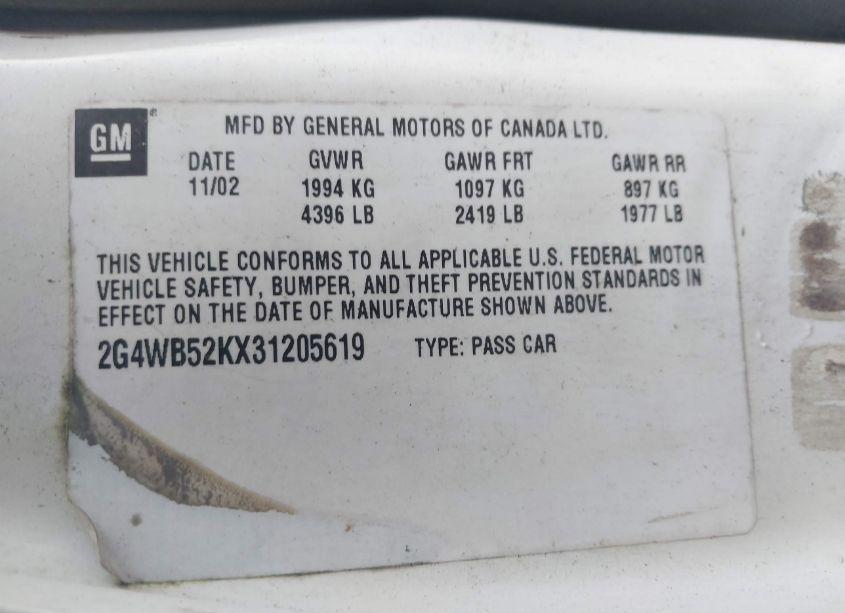 GM MFD BY GENERAL MOTORS OF CANADA LTD.
DATE GVWR GAWR FRT GAWR RR
11/02 1994 KG 1097 KG 897 KG
4396 LB 2419 LB 1977 LB
THIS VEHICLE CONFORMS TO ALL APPLICABLE U.S. FEDERAL MOTOR
VEHICLE SAFETY, BUMPER, AND THEFT PREVENTION STANDARDS IN
EFFECT ON THE DATE OF MANUFACTURE SHOWN ABOVE.
2G4WB52KX31205619 TYPE: PASS CAR